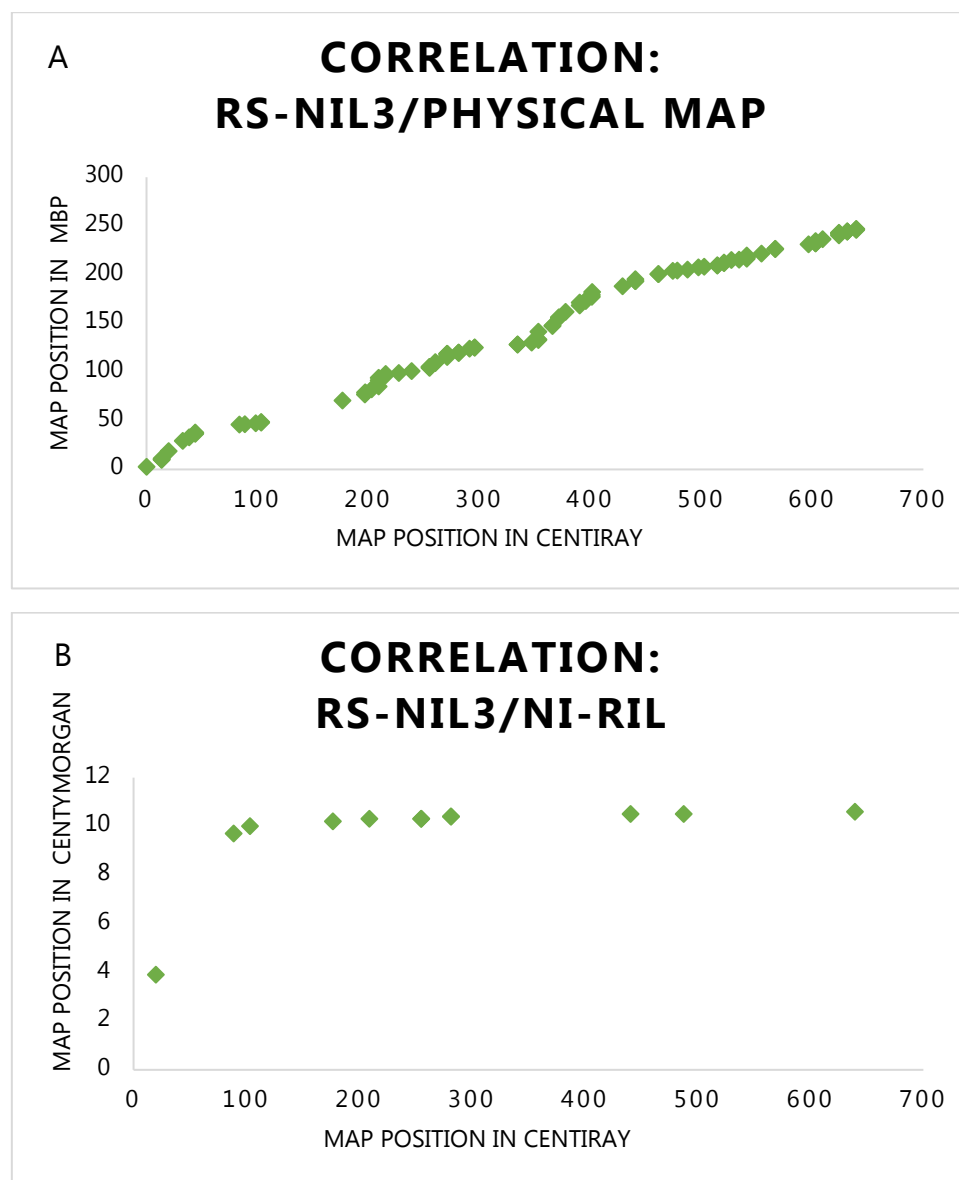 A
CORRELATION:
RS-NIL3/PHYSICAL MAP
MAP POSITION IN MBP
300
250
200
150
100
50
0
0 100 200 300 400 500 600 700
MAP POSITION IN CENTIRAY
B
CORRELATION:
RS-NIL3/NI-RIL
MAP POSITION IN CENTYMORGAN
12
10
8
6
4
2
0
0 100 200 300 400 500 600 700
MAP POSITION IN CENTIRAY